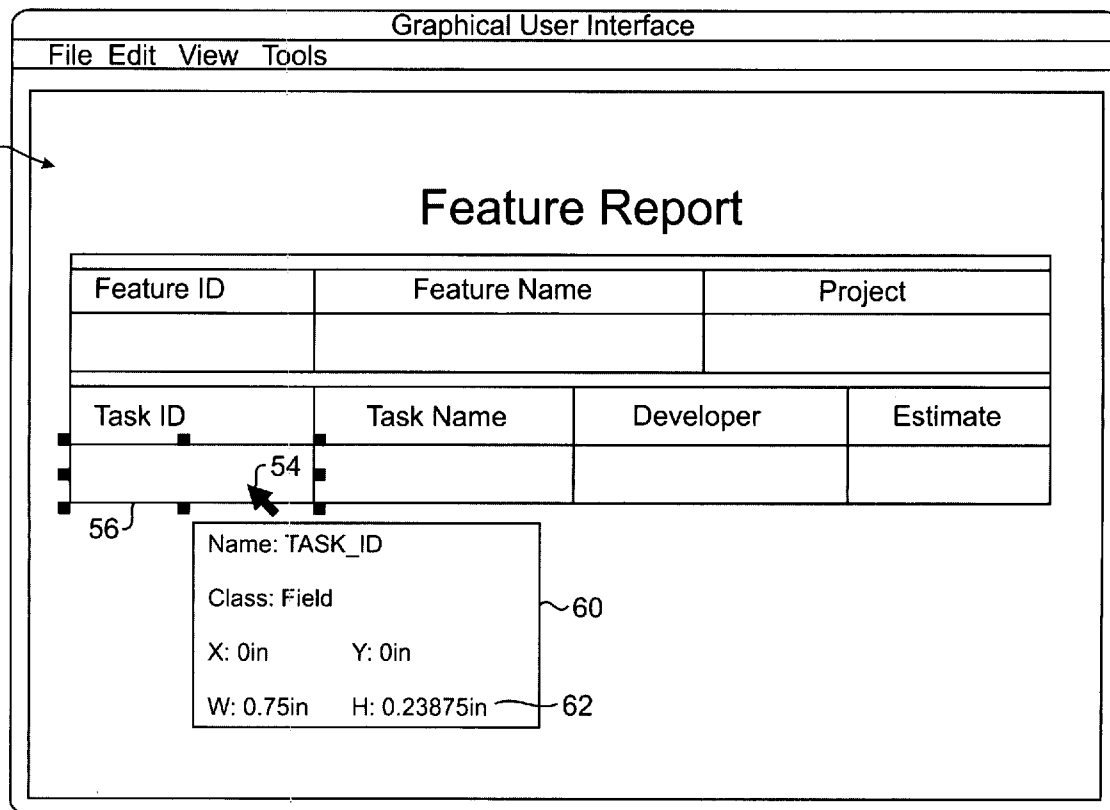 Graphical User Interface
File Edit View Tools
Feature Report
Feature ID Feature Name Project
Task ID Task Name Developer Estimate
54
56
Name: TASK_ID
Class: Field
60
X: 0in Y: 0in
W: 0.75in H: 0.23875in 62